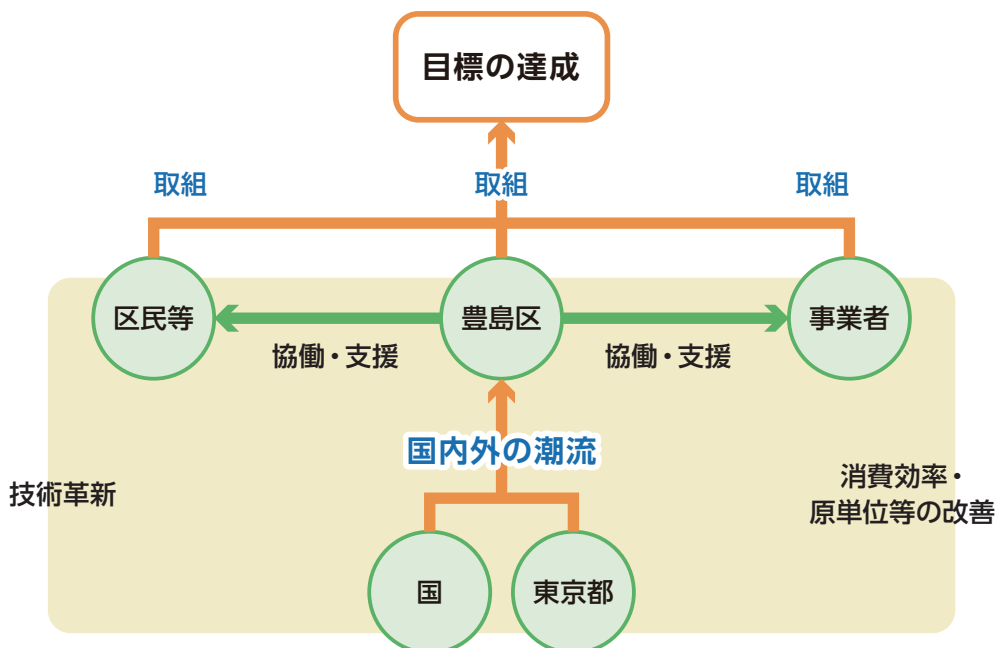 目標の達成
取組
取組
取組
区民等
豊島区
事業者
協働・支援
協働・支援
国内外の潮流
技術革新
消費効率・
原単位等の改善
国
東京都